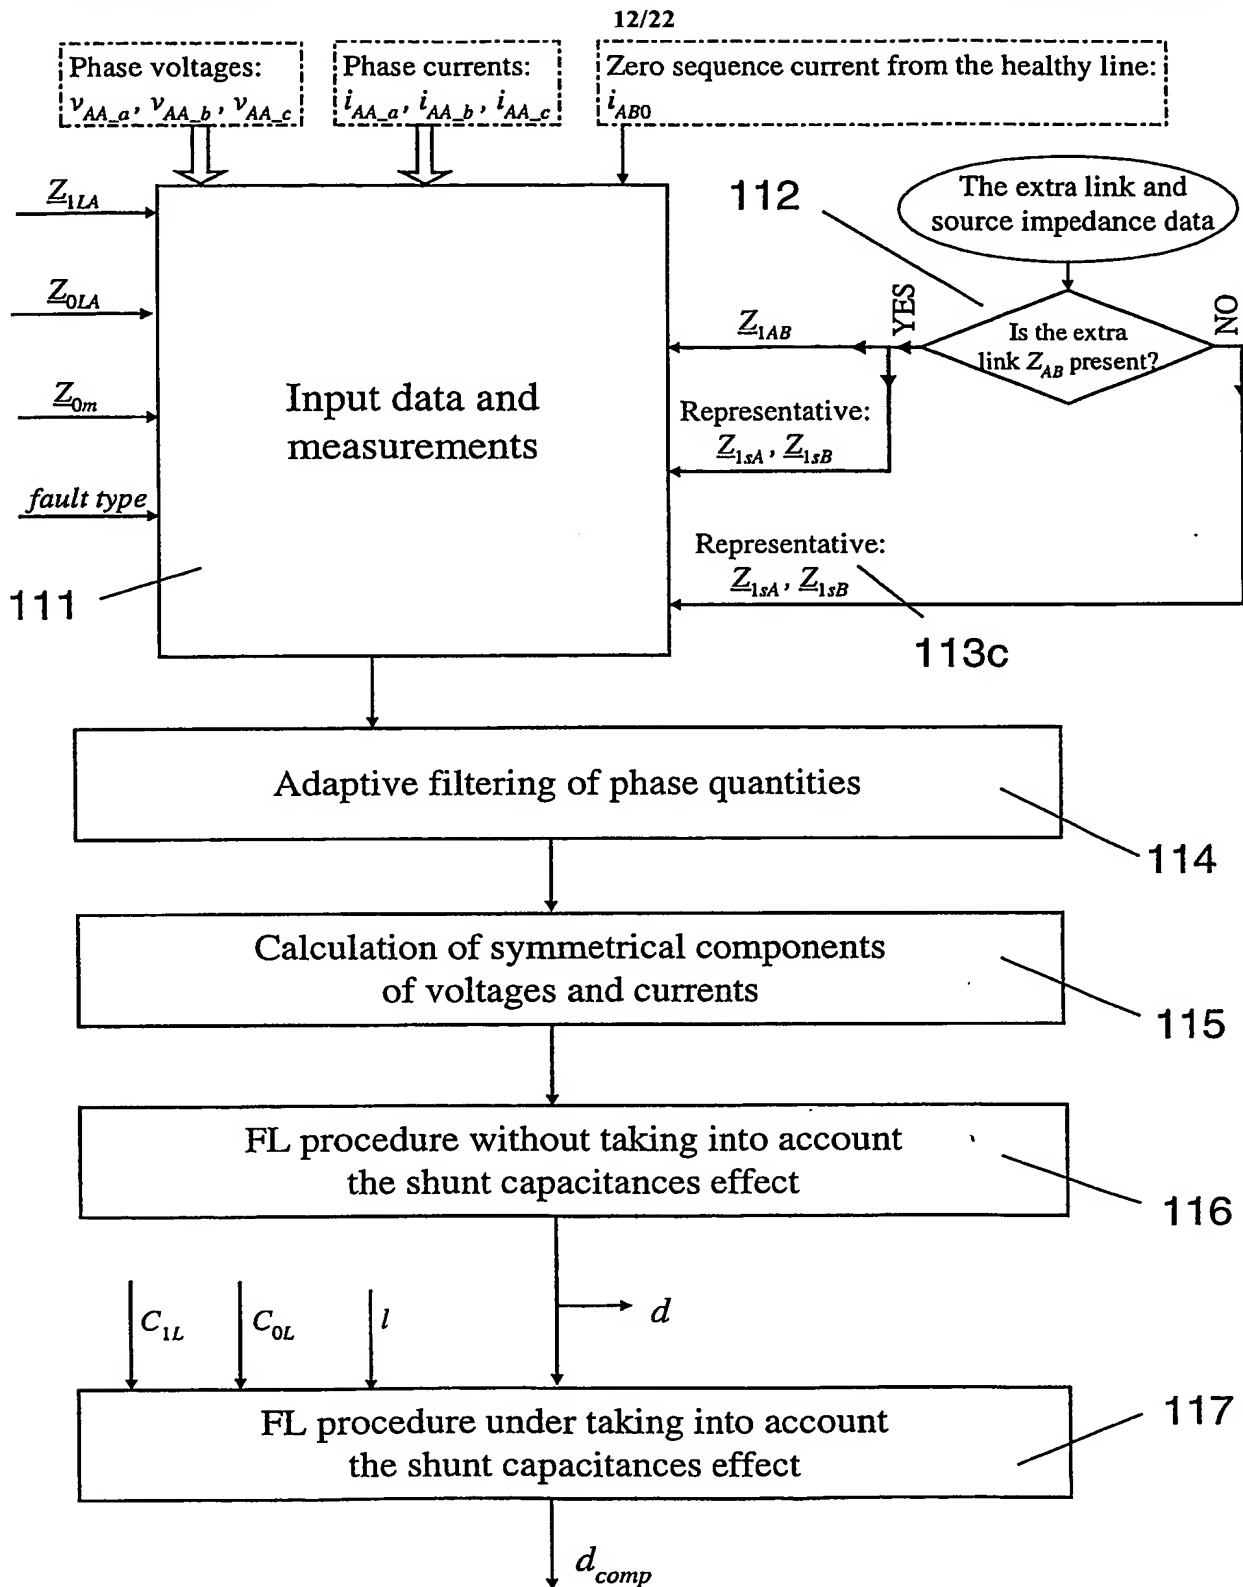 12/22
Phase voltages:
v_AA_a, v_AA_b, v_AA_c
Phase currents:
i_AA_a, i_AA_b, i_AA_c
Zero sequence current from the healthy line:
i_AB0
Z_1LA
Z_0LA
Z_0m
fault type
111
Input data and
measurements
112
The extra link and
source impedance data
Is the extra
link Z_AB present?
YES
NO
Z_1AB
Representative:
Z_1sA, Z_1sB
Representative:
Z_1sA, Z_1sB
113c
Adaptive filtering of phase quantities
114
Calculation of symmetrical components
of voltages and currents
115
FL procedure without taking into account
the shunt capacitances effect
116
C_1L
C_0L
l
d
FL procedure under taking into account
the shunt capacitances effect
117
d_comp